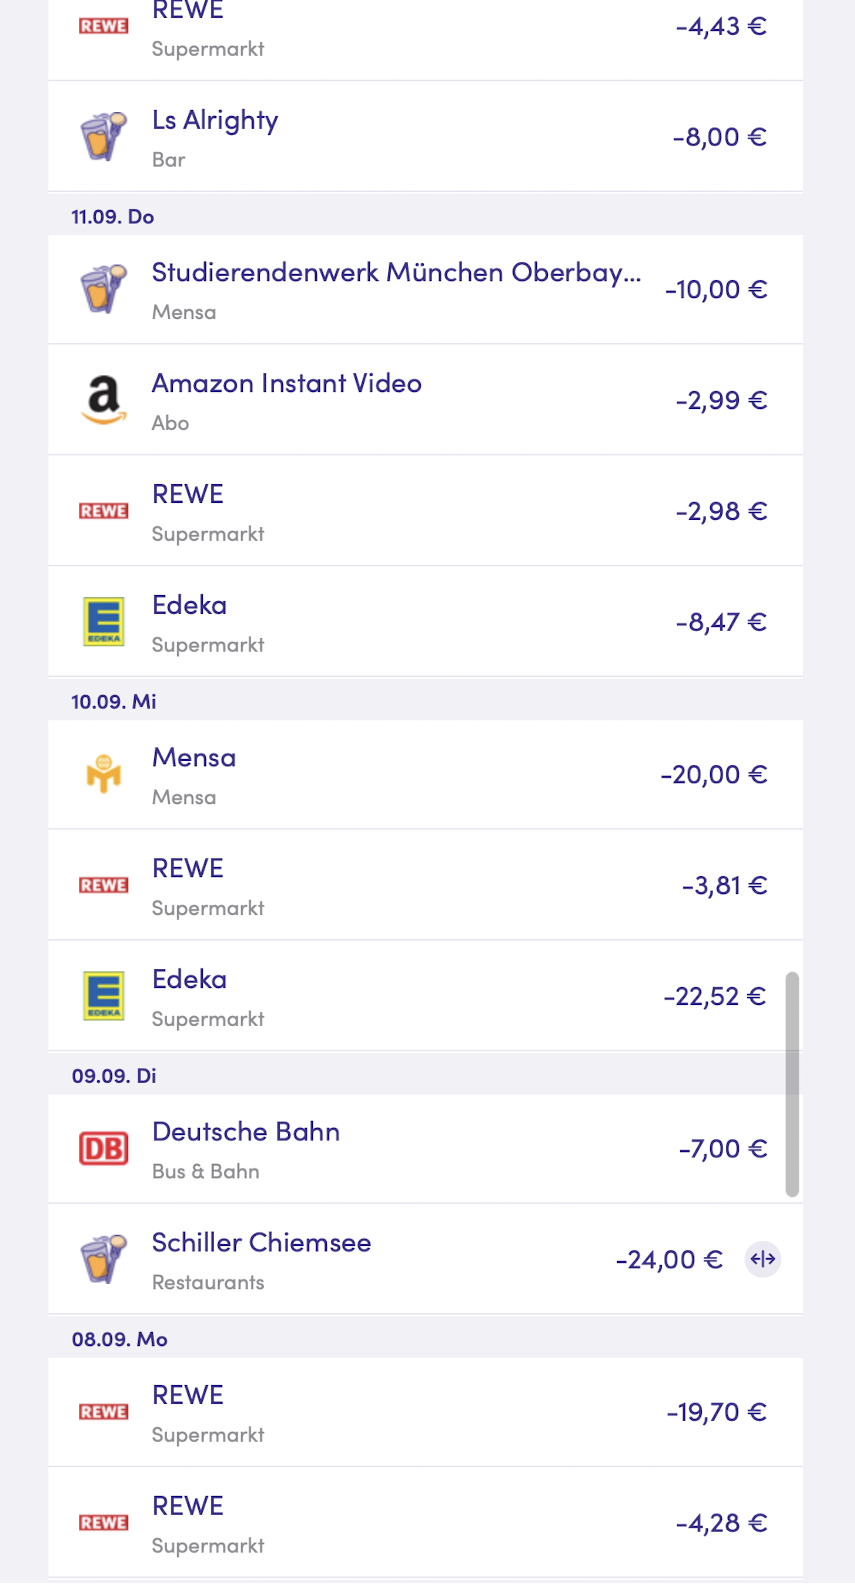 REWE
REWE
-4,43 €
Supermarkt
Ls Alrighty
-8,00 €
Bar
11.09. Do
Studierendenwerk München Oberbay...
-10,00 €
Mensa
a
Amazon Instant Video
-2,99 €
Abo
REWE
REWE
-2,98 €
Supermarkt
E
EDEKA
Edeka
-8,47 €
Supermarkt
10.09. Mi
Mensa
-20,00 €
Mensa
REWE
REWE
-3,81 €
Supermarkt
E
EDEKA
Edeka
-22,52 €
Supermarkt
09.09. Di
DB
Deutsche Bahn
-7,00 €
Bus & Bahn
Schiller Chiemsee
-24,00 €
Restaurants
08.09. Mo
REWE
REWE
-19,70 €
Supermarkt
REWE
REWE
-4,28 €
Supermarkt